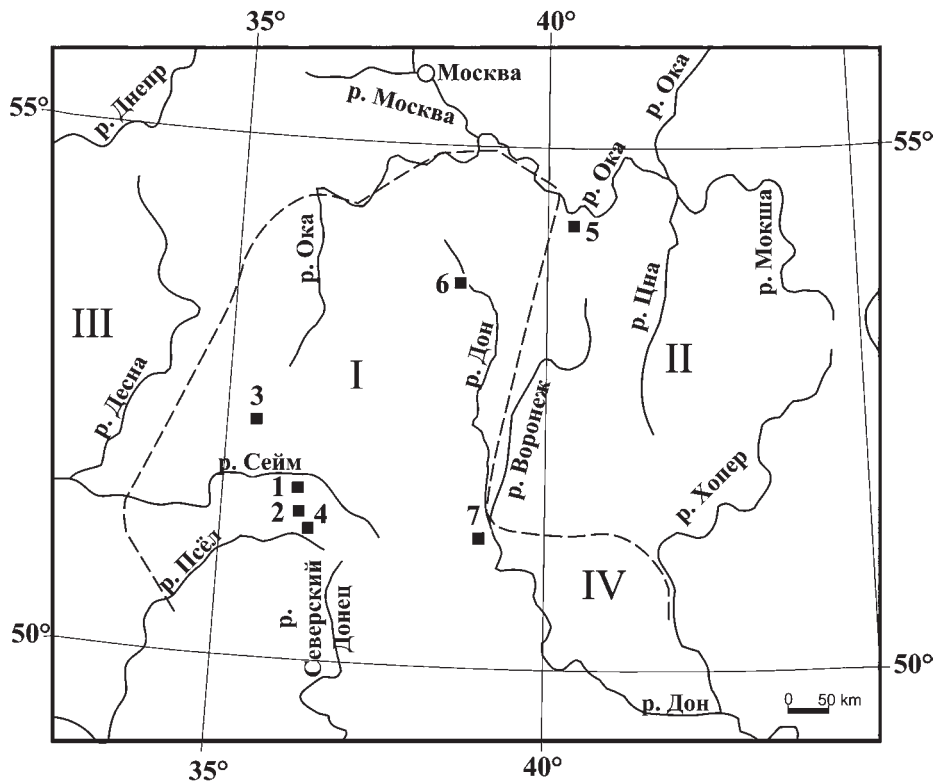 35°
40°
55°
р. Днепр
р. Москва
Москва
р. Ока
55°
р. Ока
р. Ока
5
р. Мокша
6
р. Цна
III
р. Дон
II
I
р. Десна
3
р. Воронеж
р. Сейм
р. Хопер
1
2
4
7
р. Псёл
IV
р.
Северский
Донец
50°
50°
р. Дон
0 50 km
35°
40°